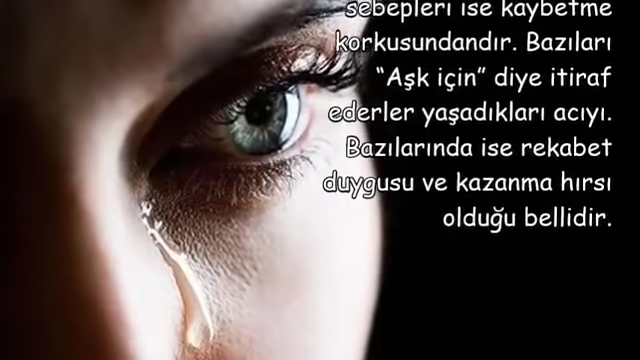 sebepleri ise kaybetme
korkusundandır. Bazıları
“Aşk için” diye itiraf
ederler yaşadıkları acıyı.
Bazılarında ise rekabet
duygusu ve kazanma hırsı
olduğu bellidir.